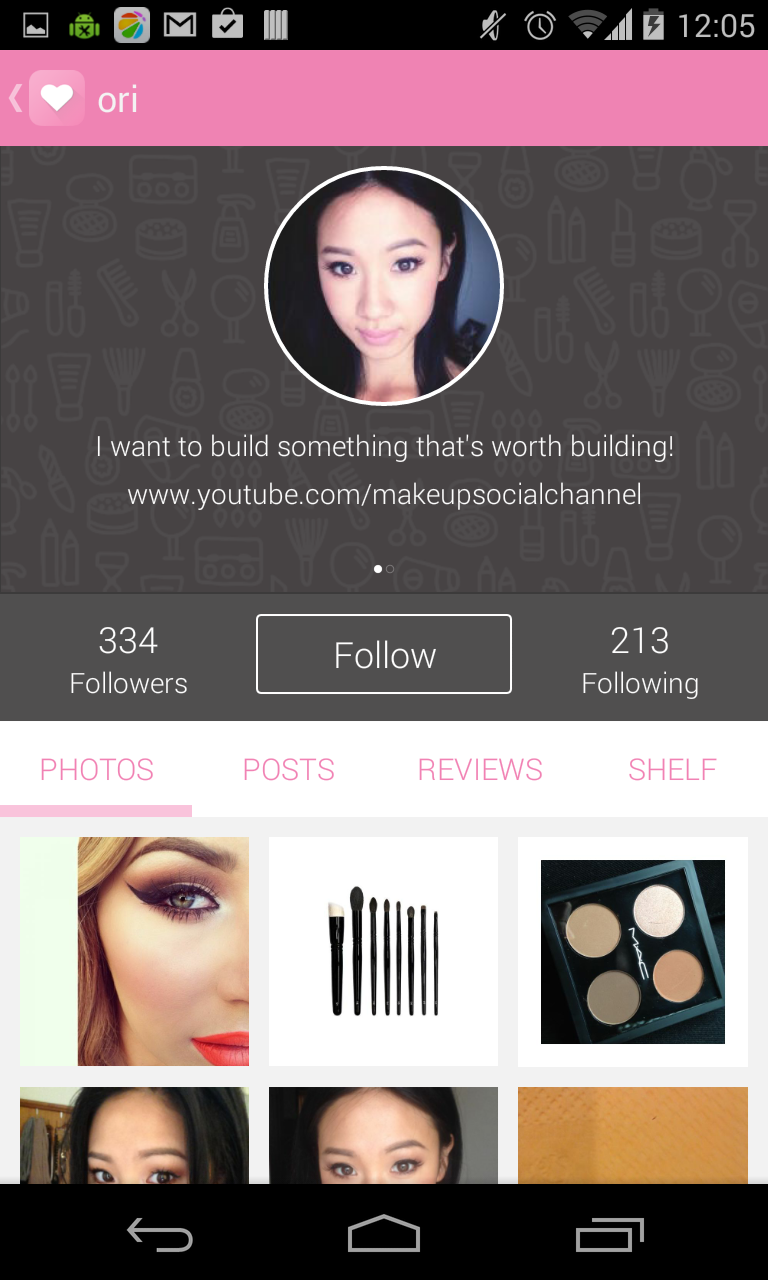 12:05
ori
I want to build something that's worth building!
www.youtube.com/makeupsocialchannel
334
Followers
Follow
213
Following
PHOTOS
POSTS
REVIEWS
SHELF
MAC